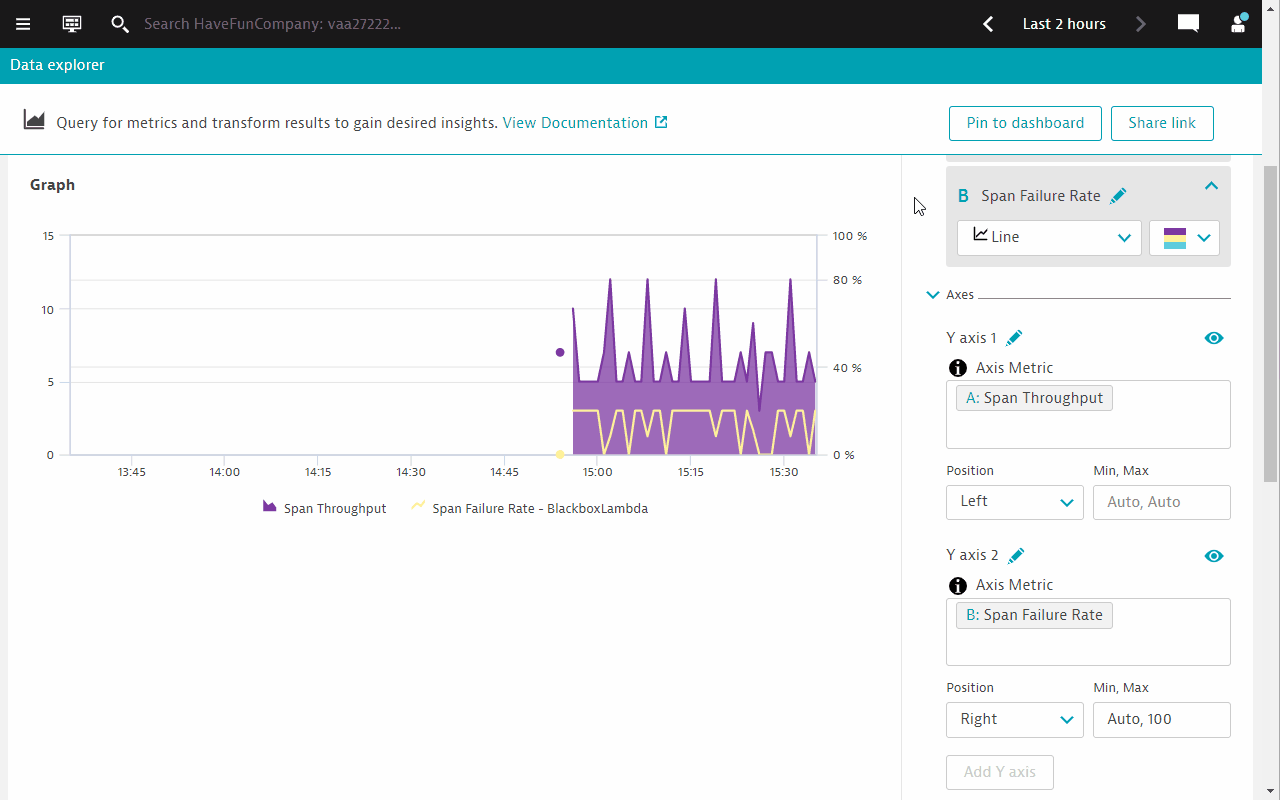 Search HaveFunCompany: vaa27222...
Last 2 hours
Data explorer
Query for metrics and transform results to gain desired insights. View Documentation
Pin to dashboard
Share link
Graph
15
10
5
0
100 %
80 %
40 %
0 %
13:45
14:00
14:15
14:30
14:45
15:00
15:15
15:30
Span Throughput
Span Failure Rate - BlackboxLambda
B Span Failure Rate
Line
Axes
Y axis 1
Axis Metric
A: Span Throughput
Position
Min, Max
Left
Auto, Auto
Y axis 2
Axis Metric
B: Span Failure Rate
Position
Min, Max
Right
Auto, 100
Add Y axis